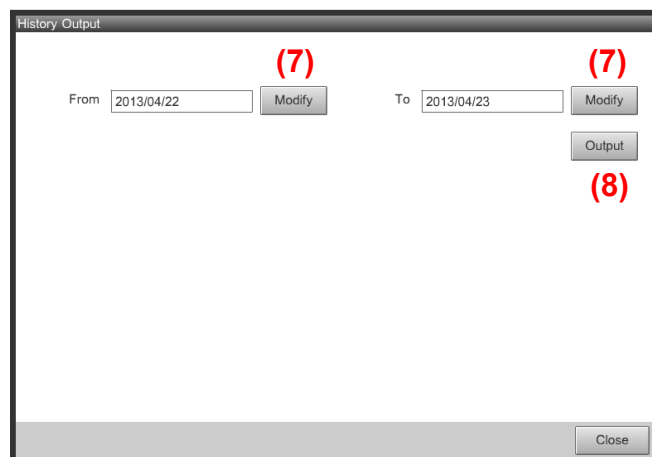 History Output
(7) (7)
From 2013/04/22 Modify To 2013/04/23 Modify
Output
(8)
Close